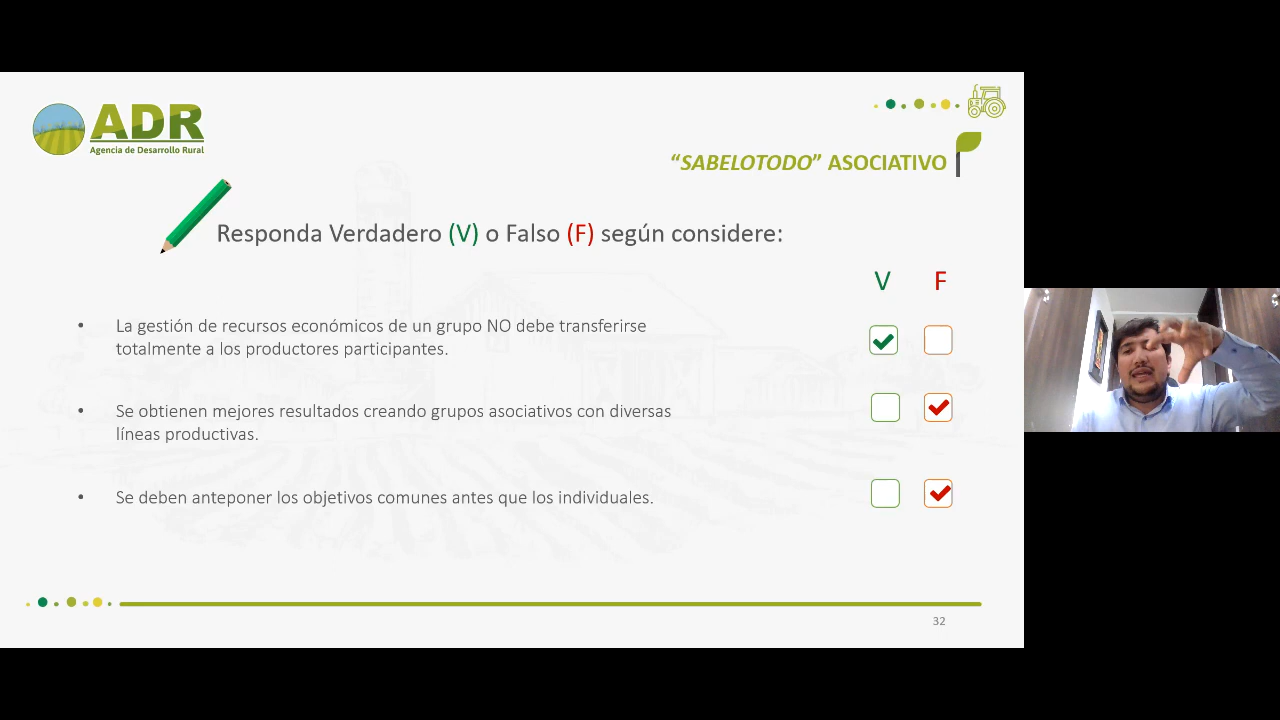 ADR
Agencia de Desarrollo Rural
“SABELOTODO” ASOCIATIVO
Responda Verdadero (V) o Falso (F) según considere:
V F
• La gestión de recursos económicos de un grupo NO debe transferirse
totalmente a los productores participantes.
• Se obtienen mejores resultados creando grupos asociativos con diversas
líneas productivas.
• Se deben anteponer los objetivos comunes antes que los individuales.
32